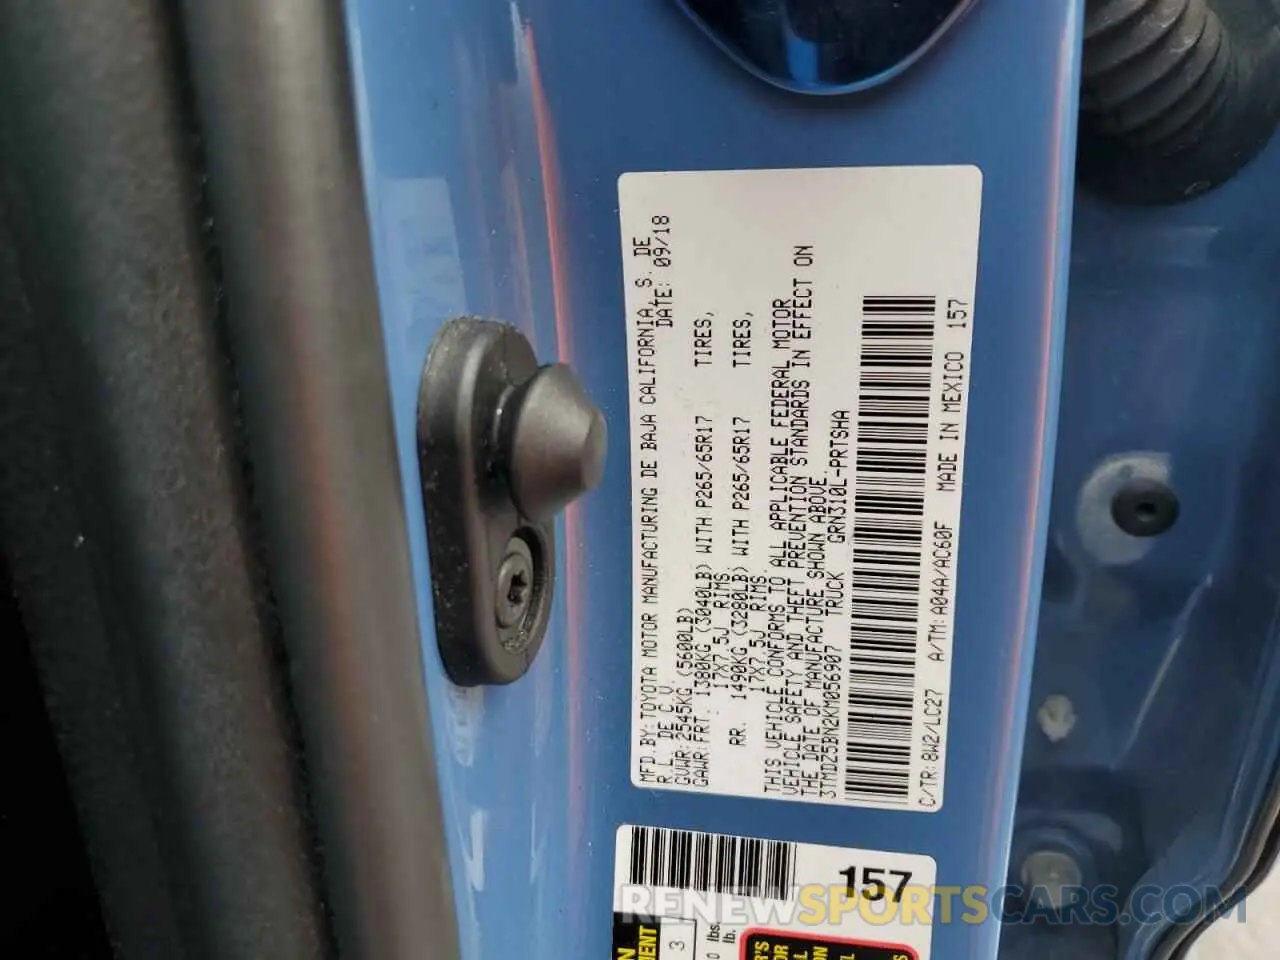 MFD.BY:TOYOTA MOTOR MANUFACTURING DE BAJA CALIFORNIA, S. DE
R.L. DE C.V.
DATE: 09/18
GVWR: 2545KG (5600LB)
GAWR:FRT. 1380KG (3040LB) WITH P265/65R17 TIRES,
17X7.5J RIMS
RR. 1490KG (3280LB) WITH P265/65R17 TIRES,
17X7.5J RIMS.
THIS VEHICLE CONFORMS TO ALL APPLICABLE FEDERAL MOTOR
VEHICLE SAFETY AND THEFT PREVENTION STANDARDS IN EFFECT ON
THE DATE OF MANUFACTURE SHOWN ABOVE.
3TMDZ5BN2KM056907 TRUCK GRN310L-PRTSHA
C/TR:8W2/LC27 A/TM:A04A/AC60F MADE IN MEXICO 157
157
3
lbs.
lb.
RENEWSPORTSCARS.COM